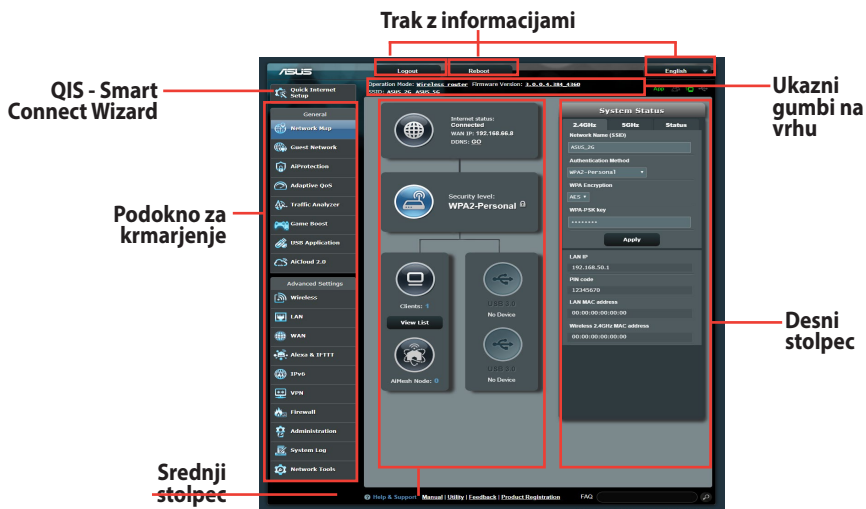 Trak z informacijami
QIS - Smart
Connect Wizard
Ukazni
gumbi na
vrhu
Podokno za
krmarjenje
Desni
stolpec
Srednji
stolpec
ASUS
Logout
Reboot
English
Operation Mode: Wireless router Firmware Version: 3.0.0.4.384_4360
SSID: ASUS_2G ASUS_5G
App
Quick Internet
Setup
General
Network Map
Guest Network
AiProtection
Adaptive QoS
Traffic Analyzer
Game Boost
USB Application
AiCloud 2.0
Advanced Settings
Wireless
LAN
WAN
Alexa & IFTTT
IPv6
VPN
Firewall
Administration
System Log
Network Tools
Internet status:
Connected
WAN IP: 192.168.66.8
DDNS: GO
Security level:
WPA2-Personal
Clients: 1
View List
AiMesh Node: 0
USB 3.0
No Device
USB 3.0
No Device
System Status
2.4GHz 5GHz Status
Network Name (SSID)
ASUS_2G
Authentication Method
WPA2-Personal
WPA Encryption
AES
WPA-PSK key
••••••••
Apply
LAN IP
192.168.50.1
PIN code
12345670
LAN MAC address
00:00:00:00:00:00
Wireless 2.4GHz MAC address
00:00:00:00:00:00
Help & Support Manual | Utility | Feedback | Product Registration FAQ